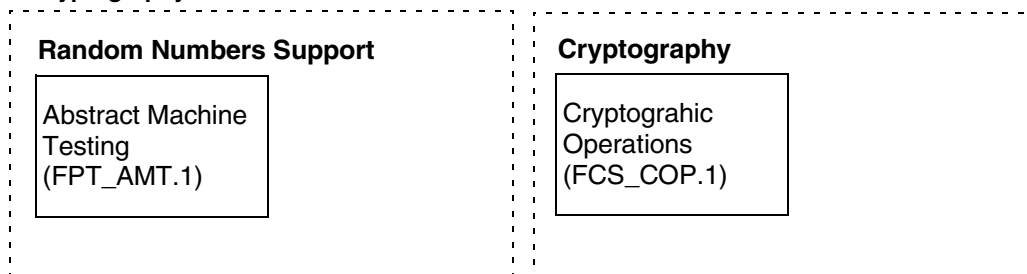 Random Numbers Support
Abstract Machine
Testing
(FPT_AMT.1)
Cryptography
Cryptograhic
Operations
(FCS_COP.1)